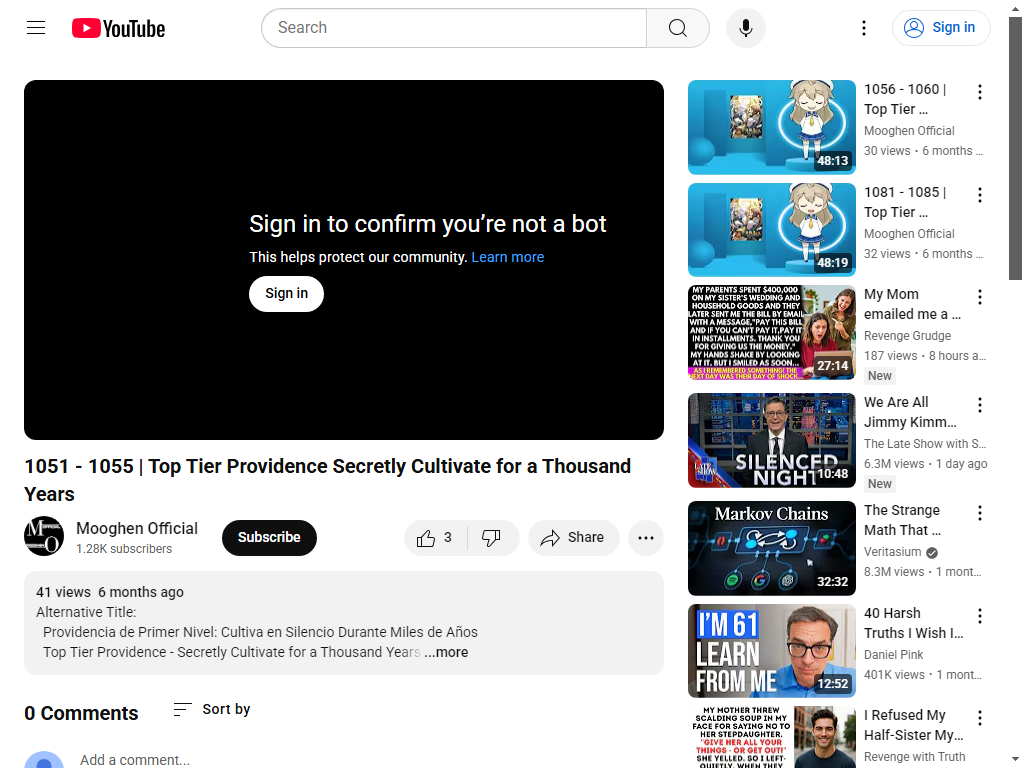 YouTube
Search
Sign in
Sign in to confirm you’re not a bot
This helps protect our community. Learn more
Sign in
1051 - 1055 | Top Tier Providence Secretly Cultivate for a Thousand
Years
Mooghen Official
1.28K subscribers
Subscribe
3
Share
41 views  6 months ago
Alternative Title:
Providencia de Primer Nivel: Cultiva en Silencio Durante Miles de Años
Top Tier Providence - Secretly Cultivate for a Thousand Years ...more
0 Comments
Sort by
Add a comment...
48:13
1056 - 1060 |
Top Tier ...
Mooghen Official
30 views • 6 months ...
48:19
1081 - 1085 |
Top Tier ...
Mooghen Official
32 views • 6 months ...
MY PARENTS SPENT $400,000
ON MY SISTER'S WEDDING AND
HOUSEHOLD GOODS AND THEY
LATER SENT ME THE BILL BY EMAIL
WITH A MESSAGE,"PAY THIS BILL
AND IF YOU CAN'T PAY IT,PAY IT
IN INSTALLMENTS. THANK YOU
FOR GIVING US THE MONEY."
MY HANDS SHAKE BY LOOKING
AT IT. BUT I SMILED AS SOON...
AS I REMEMBERED SOMETHING! THE
NEXT DAY WAS THEIR DAY OF SHOCK...
27:14
My Mom
emailed me a ...
Revenge Grudge
187 views • 8 hours a...
New
LATE SHOW
SILENCED
NIGHT
10:48
We Are All
Jimmy Kimm...
The Late Show with S...
6.3M views • 1 day ago
New
Markov Chains
32:32
The Strange
Math That ...
Veritasium
8.3M views • 1 mont...
I'M 61
LEARN
FROM ME
12:52
40 Harsh
Truths I Wish I...
Daniel Pink
401K views • 1 mont...
MY MOTHER THREW
SCALDING SOUP IN MY
FACE FOR SAYING NO TO
HER STEPDAUGHTER.
"GIVE HER ALL YOUR
THINGS - OR GET OUT!"
SHE YELLED. SO I LEFT-
QUIETLY. WHEN THEY
I Refused My
Half-Sister My...
Revenge with Truth